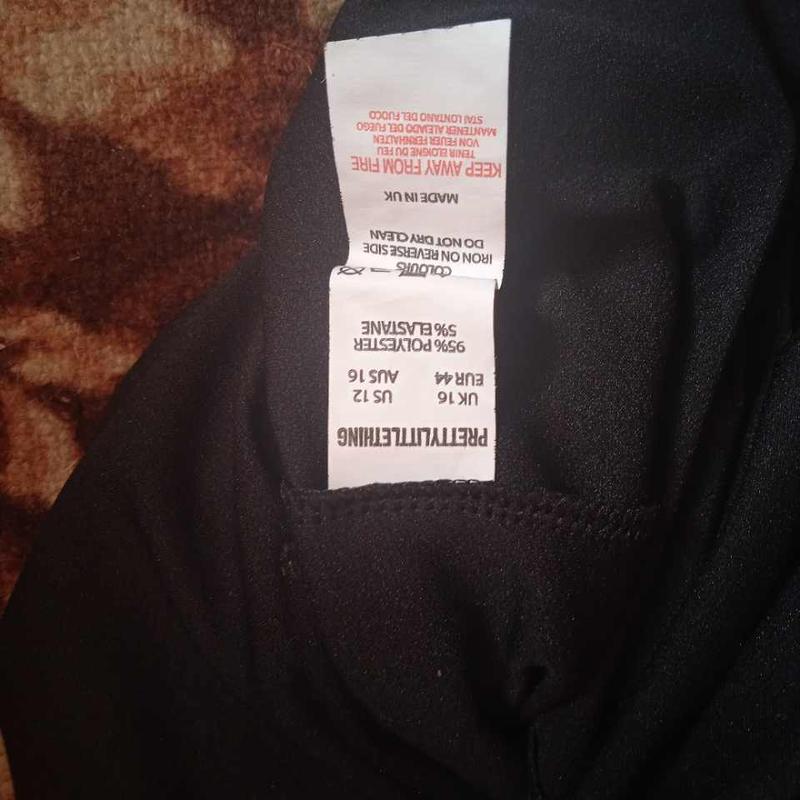 PRETTYLITTLETHING
UK 16 US 12
EUR 44 AUS 16
95% POLYESTER
5% ELASTANE
COLOURS
IRON ON REVERSE SIDE
DO NOT DRY CLEAN
MADE IN UK
KEEP AWAY FROM FIRE
TENIR ELOIGNE DU FEU
VON FEUER FERNHALTEN
MANTENER ALEJADO DEL FUEGO
STAI LONTANO DEL FUOCO